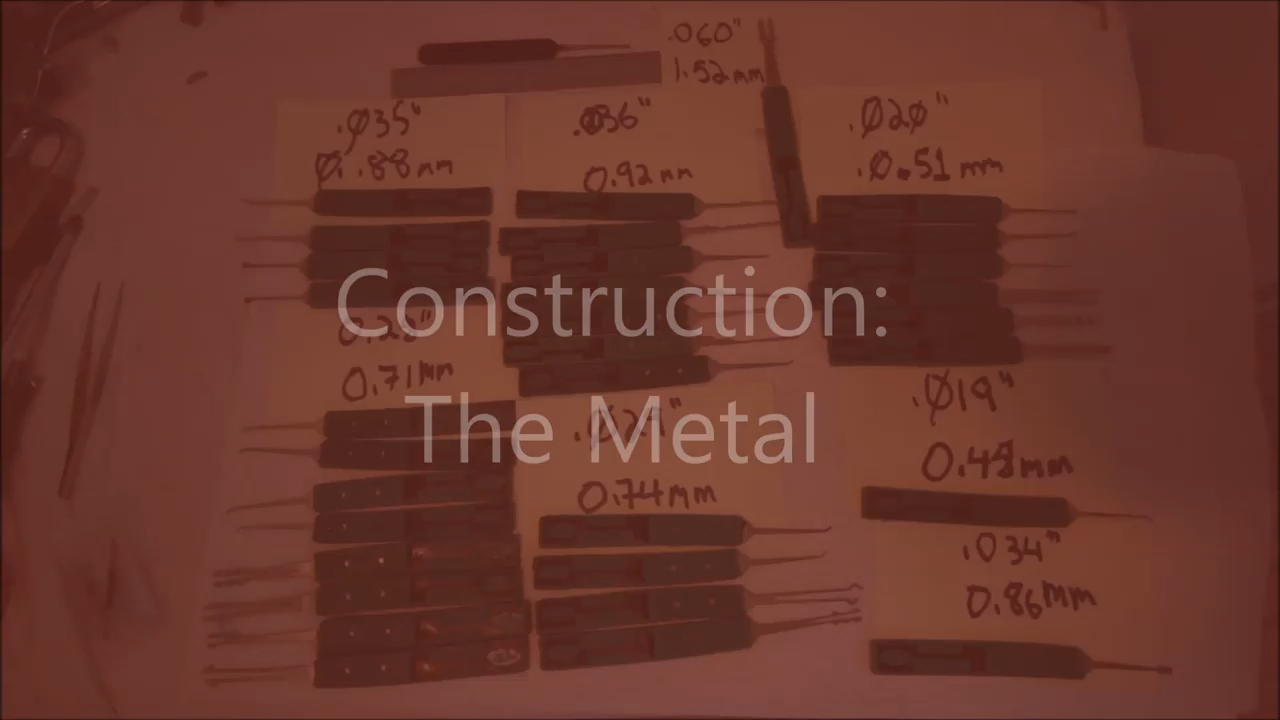 .060"
1.52mm
.035"
0.88mm
.036"
0.92mm
.020"
.0.51mm
Construction:
The Metal
0.71mm
.029"
0.74mm
.019"
0.48mm
.034"
0.86mm